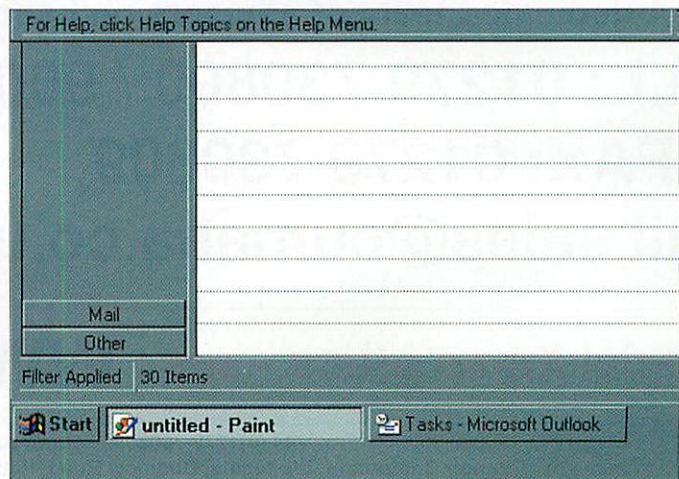 For Help, click Help Topics on the Help Menu.
Mail
Other
Filter Applied 30 Items
Start untitled - Paint Tasks - Microsoft Outlook